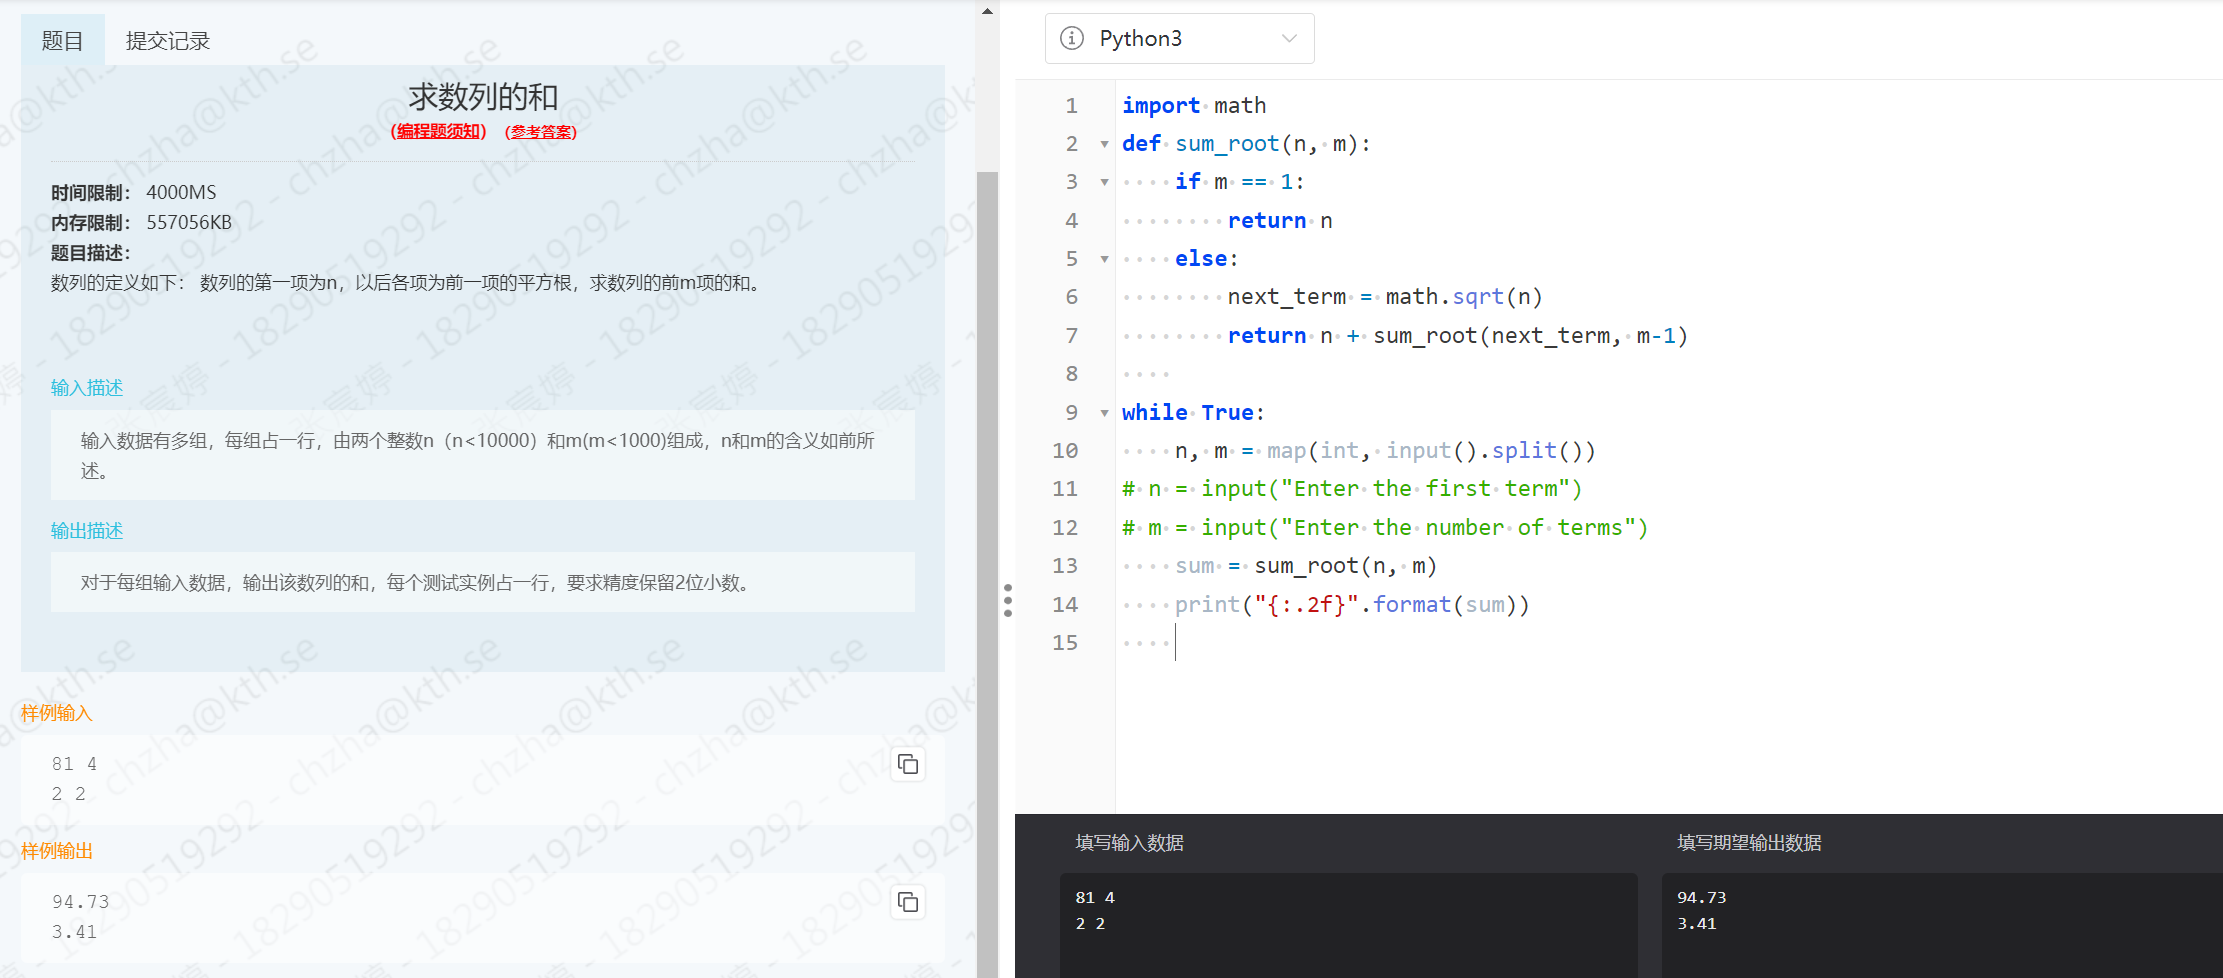 题目
提交记录
求数列的和
（编程题须知）（参考答案）
时间限制： 4000MS
内存限制： 557056KB
题目描述：
数列的定义如下： 数列的第一项为n，以后各项为前一项的平方根，求数列的前m项的和。
输入描述
输入数据有多组，每组占一行，由两个整数n（n<10000）和m(m<1000)组成，n和m的含义如前所
述。
输出描述
对于每组输入数据，输出该数列的和，每个测试实例占一行，要求精度保留2位小数。
样例输入
81 4
2 2
样例输出
94.73
3.41
张宸婷 - 18290519292 - chzha@kth.se
Python3
1 import math
2 def sum_root(n, m):
3     if m == 1:
4         return n
5     else:
6         next_term = math.sqrt(n)
7         return n + sum_root(next_term, m-1)
8
9 while True:
10     n, m = map(int, input().split())
11 # n = input("Enter the first term")
12 # m = input("Enter the number of terms")
13     sum = sum_root(n, m)
14     print("{:.2f}".format(sum))
15
填写输入数据
81 4
2 2
填写期望输出数据
94.73
3.41